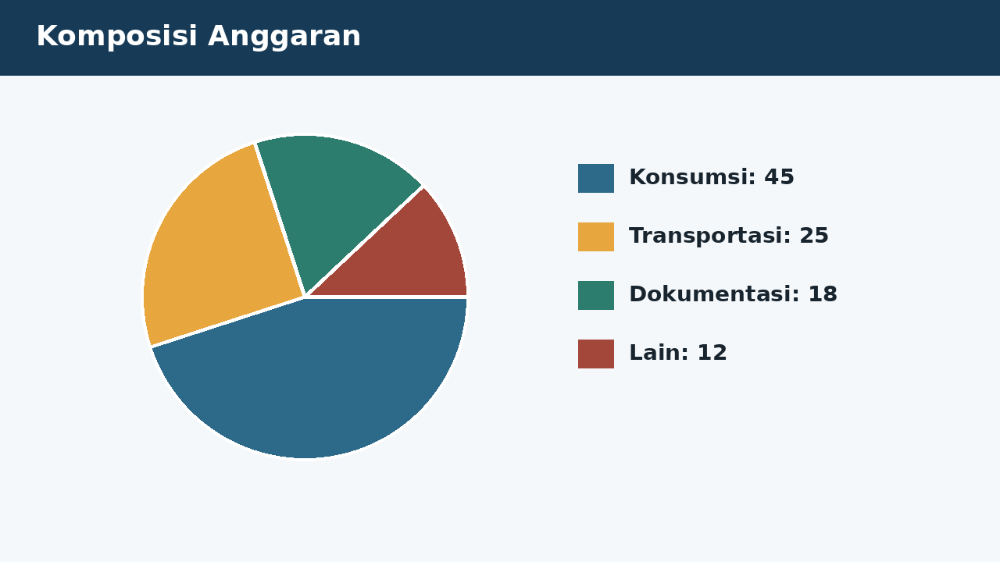 Komposisi Anggaran
Konsumsi: 45
Transportasi: 25
Dokumentasi: 18
Lain: 12